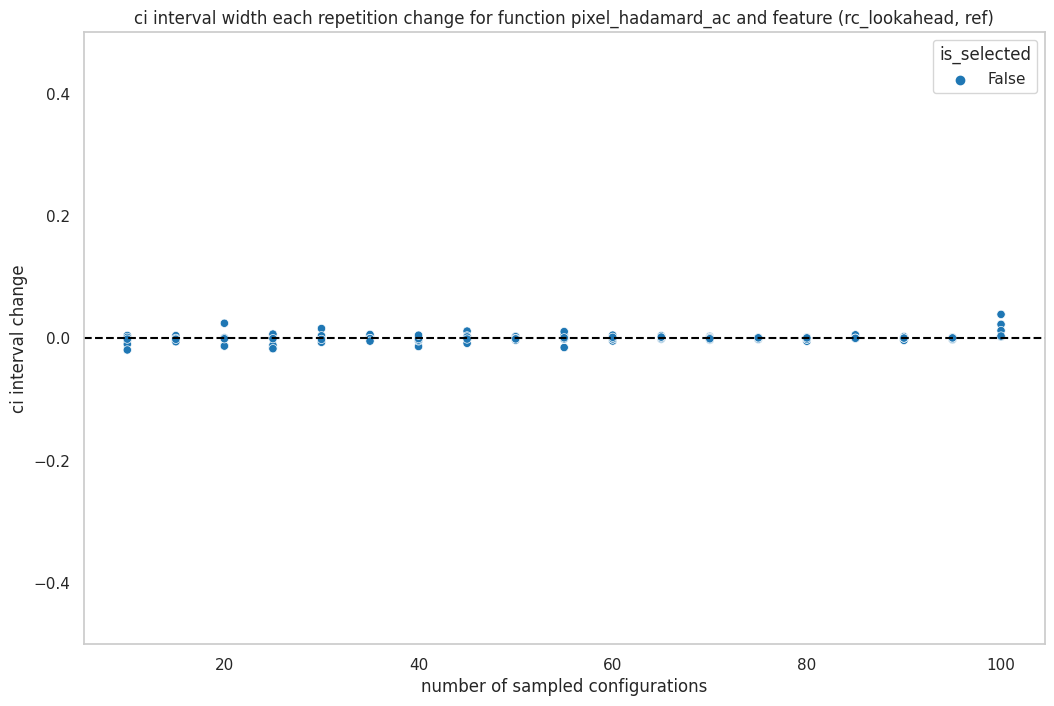 ci interval width each repetition change for function pixel_hadamard_ac and feature (rc_lookahead, ref)
is_selected
False
0.4
0.2
0.0
−0.2
−0.4
ci interval change
20
40
60
80
100
number of sampled configurations